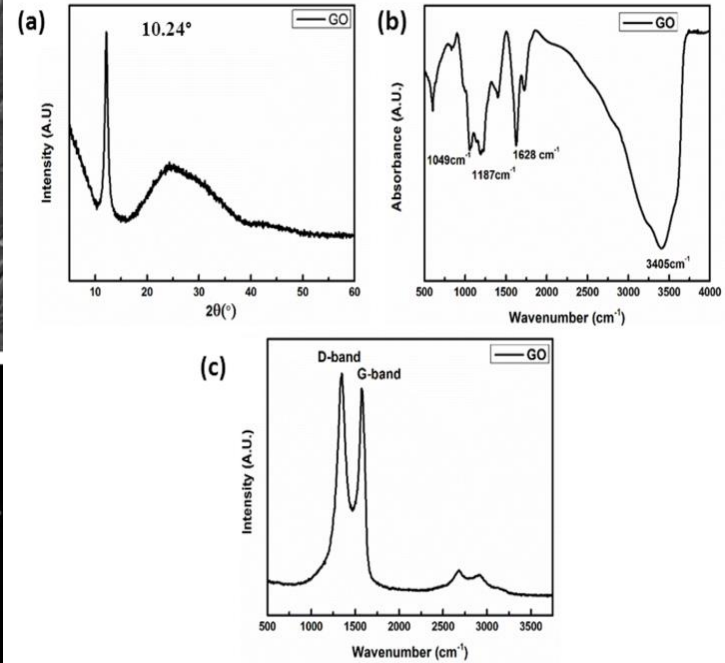 (a)
10.24°
GO
Intensity (A.U)
10 20 30 40 50 60
2θ(°)
(b)
GO
Absorbance (A.U.)
1049cm-1
1187cm-1
1628 cm-1
3405cm-1
500 1000 1500 2000 2500 3000 3500 4000
Wavenumber (cm-1)
(c)
D-band
G-band
GO
Intensity (A.U.)
500 1000 1500 2000 2500 3000 3500
Wavenumber (cm-1)